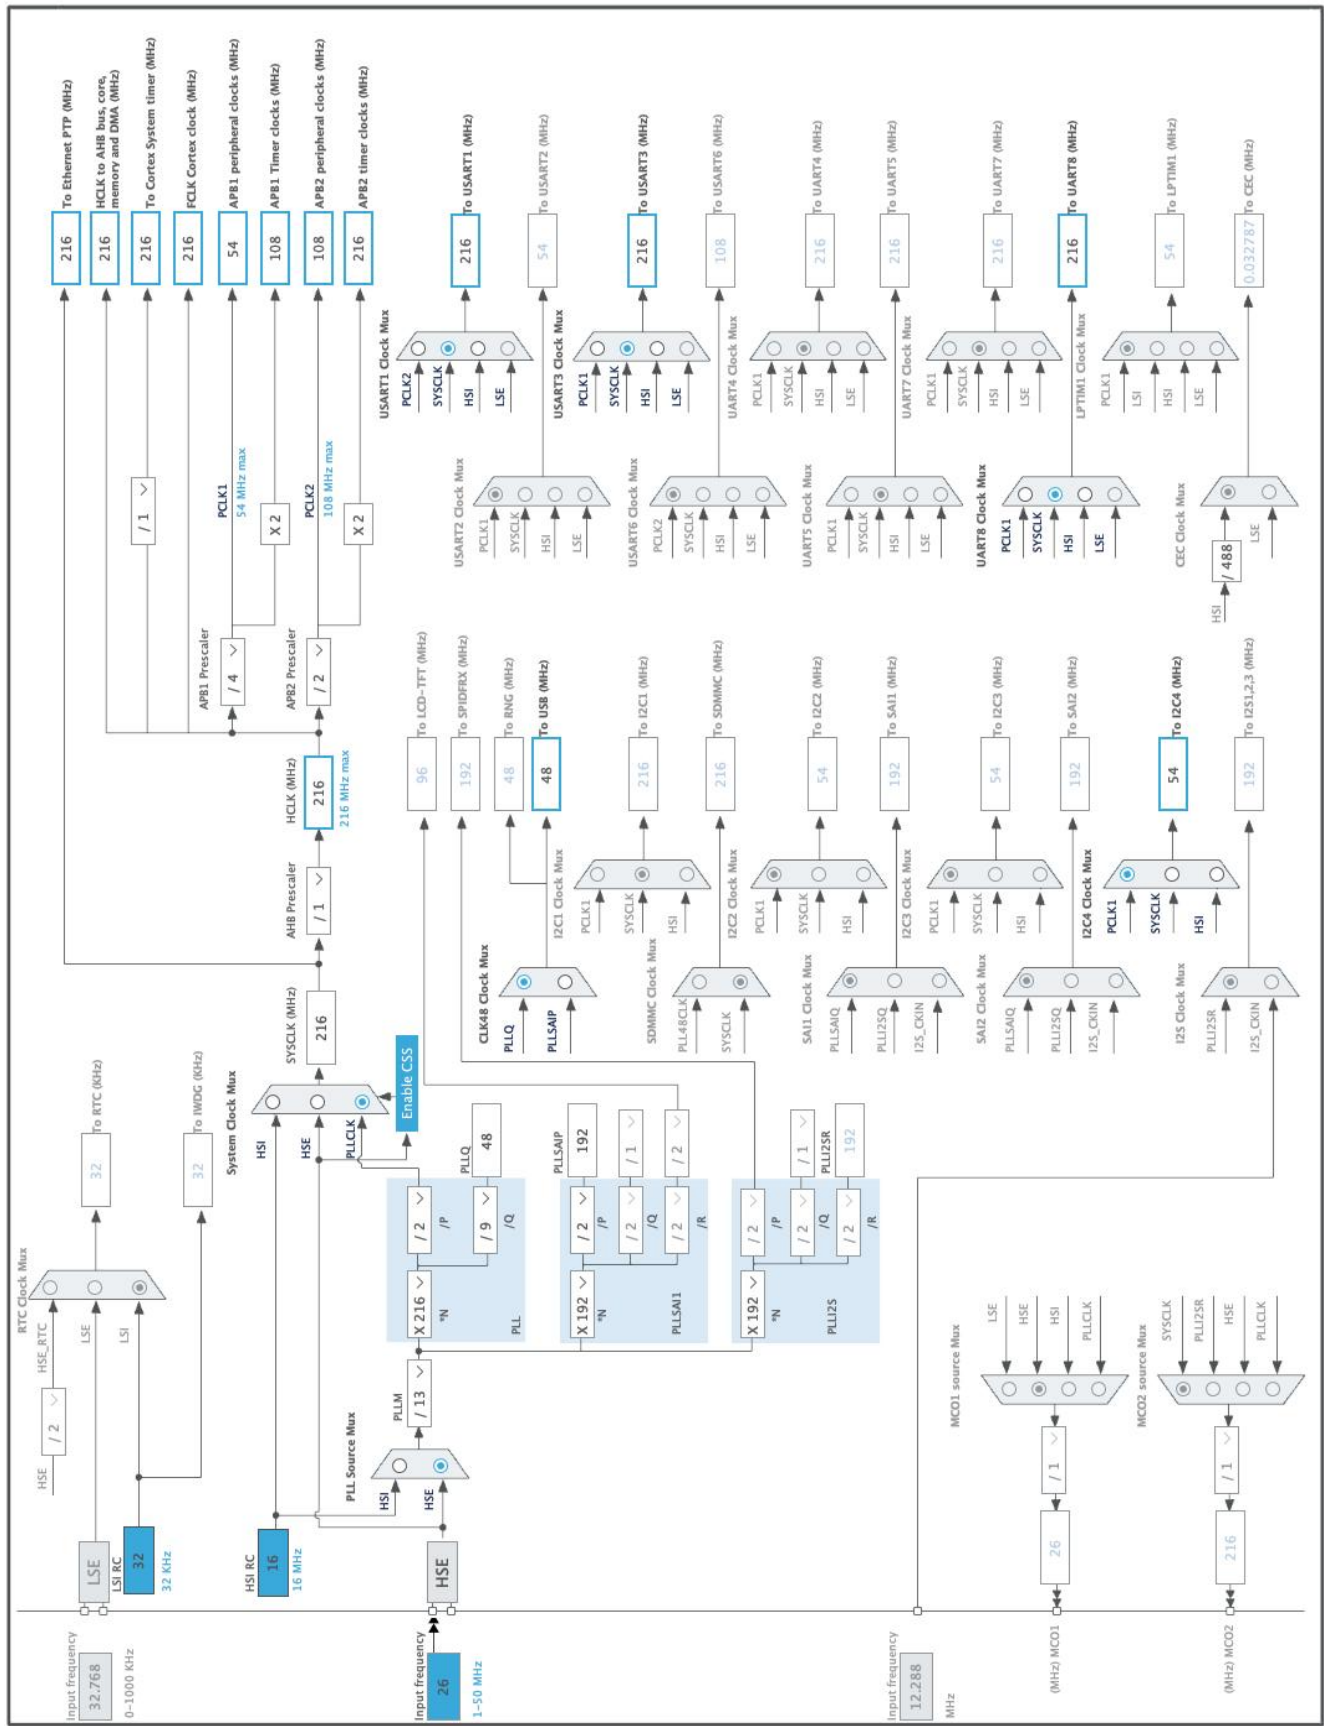 Input frequency
32.768
0-1000 KHz
LSE
LSI RC
32
32 KHz
HSE
/ 2
HSE_RTC
LSE
LSI
RTC Clock Mux
32
To RTC (KHz)
32
To IWDG (KHz)
HSI RC
16
16 MHz
Input frequency
26
1-50 MHz
HSE
PLL Source Mux
HSI
HSE
PLLM
/ 13
X 216
*N
/ 2
/P
/ 9
/Q
PLL
PLLQ
48
X 192
*N
/ 2
/P
/ 2
/Q
/ 2
/R
PLLSAI1
PLLSAIP
192
/ 1
/ 2
X 192
*N
/ 2
/P
/ 2
/Q
/ 2
/R
PLLI2S
/ 1
PLLI2SR
192
System Clock Mux
HSI
HSE
PLLCLK
Enable CSS
SYSCLK (MHz)
216
AHB Prescaler
/ 1
HCLK (MHz)
216
216 MHz max
APB1 Prescaler
/ 4
APB2 Prescaler
/ 2
/ 1
PCLK1
54 MHz max
X 2
PCLK2
108 MHz max
X 2
216
To Ethernet PTP (MHz)
216
HCLK to AHB bus, core,
memory and DMA (MHz)
216
To Cortex System timer (MHz)
216
FCLK Cortex clock (MHz)
54
APB1 peripheral clocks (MHz)
108
APB1 Timer clocks (MHz)
108
APB2 peripheral clocks (MHz)
216
APB2 timer clocks (MHz)
96
To LCD-TFT (MHz)
192
To SPIDFRX (MHz)
48
To RNG (MHz)
48
To USB (MHz)
CLK48 Clock Mux
PLLQ
PLLSAIP
I2C1 Clock Mux
PCLK1
SYSCLK
HSI
216
To I2C1 (MHz)
SDMMC Clock Mux
PLL48CLK
SYSCLK
216
To SDMMC (MHz)
I2C2 Clock Mux
PCLK1
SYSCLK
HSI
54
To I2C2 (MHz)
SAI1 Clock Mux
PLLSAIQ
PLLI2SQ
I2S_CKIN
192
To SAI1 (MHz)
I2C3 Clock Mux
PCLK1
SYSCLK
HSI
54
To I2C3 (MHz)
SAI2 Clock Mux
PLLSAIQ
PLLI2SQ
I2S_CKIN
192
To SAI2 (MHz)
I2C4 Clock Mux
PCLK1
SYSCLK
HSI
54
To I2C4 (MHz)
I2S Clock Mux
PLLI2SR
I2S_CKIN
192
To I2S1,2,3 (MHz)
USART1 Clock Mux
PCLK2
SYSCLK
HSI
LSE
216
To USART1 (MHz)
USART2 Clock Mux
PCLK1
SYSCLK
HSI
LSE
54
To USART2 (MHz)
USART3 Clock Mux
PCLK1
SYSCLK
HSI
LSE
216
To USART3 (MHz)
USART6 Clock Mux
PCLK2
SYSCLK
HSI
LSE
108
To USART6 (MHz)
UART4 Clock Mux
PCLK1
SYSCLK
HSI
LSE
216
To UART4 (MHz)
UART5 Clock Mux
PCLK1
SYSCLK
HSI
LSE
216
To UART5 (MHz)
UART7 Clock Mux
PCLK1
SYSCLK
HSI
LSE
216
To UART7 (MHz)
UART8 Clock Mux
PCLK1
SYSCLK
HSI
LSE
216
To UART8 (MHz)
LPTIM1 Clock Mux
PCLK1
LSI
HSI
LSE
54
To LPTIM1 (MHz)
CEC Clock Mux
HSI
/ 488
LSE
0.032787
To CEC (MHz)
Input frequency
12.288
MHz
MCO1 source Mux
LSE
HSE
HSI
PLLCLK
/ 1
26
(MHz) MCO1
MCO2 source Mux
SYSCLK
PLLI2SR
HSE
PLLCLK
/ 1
216
(MHz) MCO2